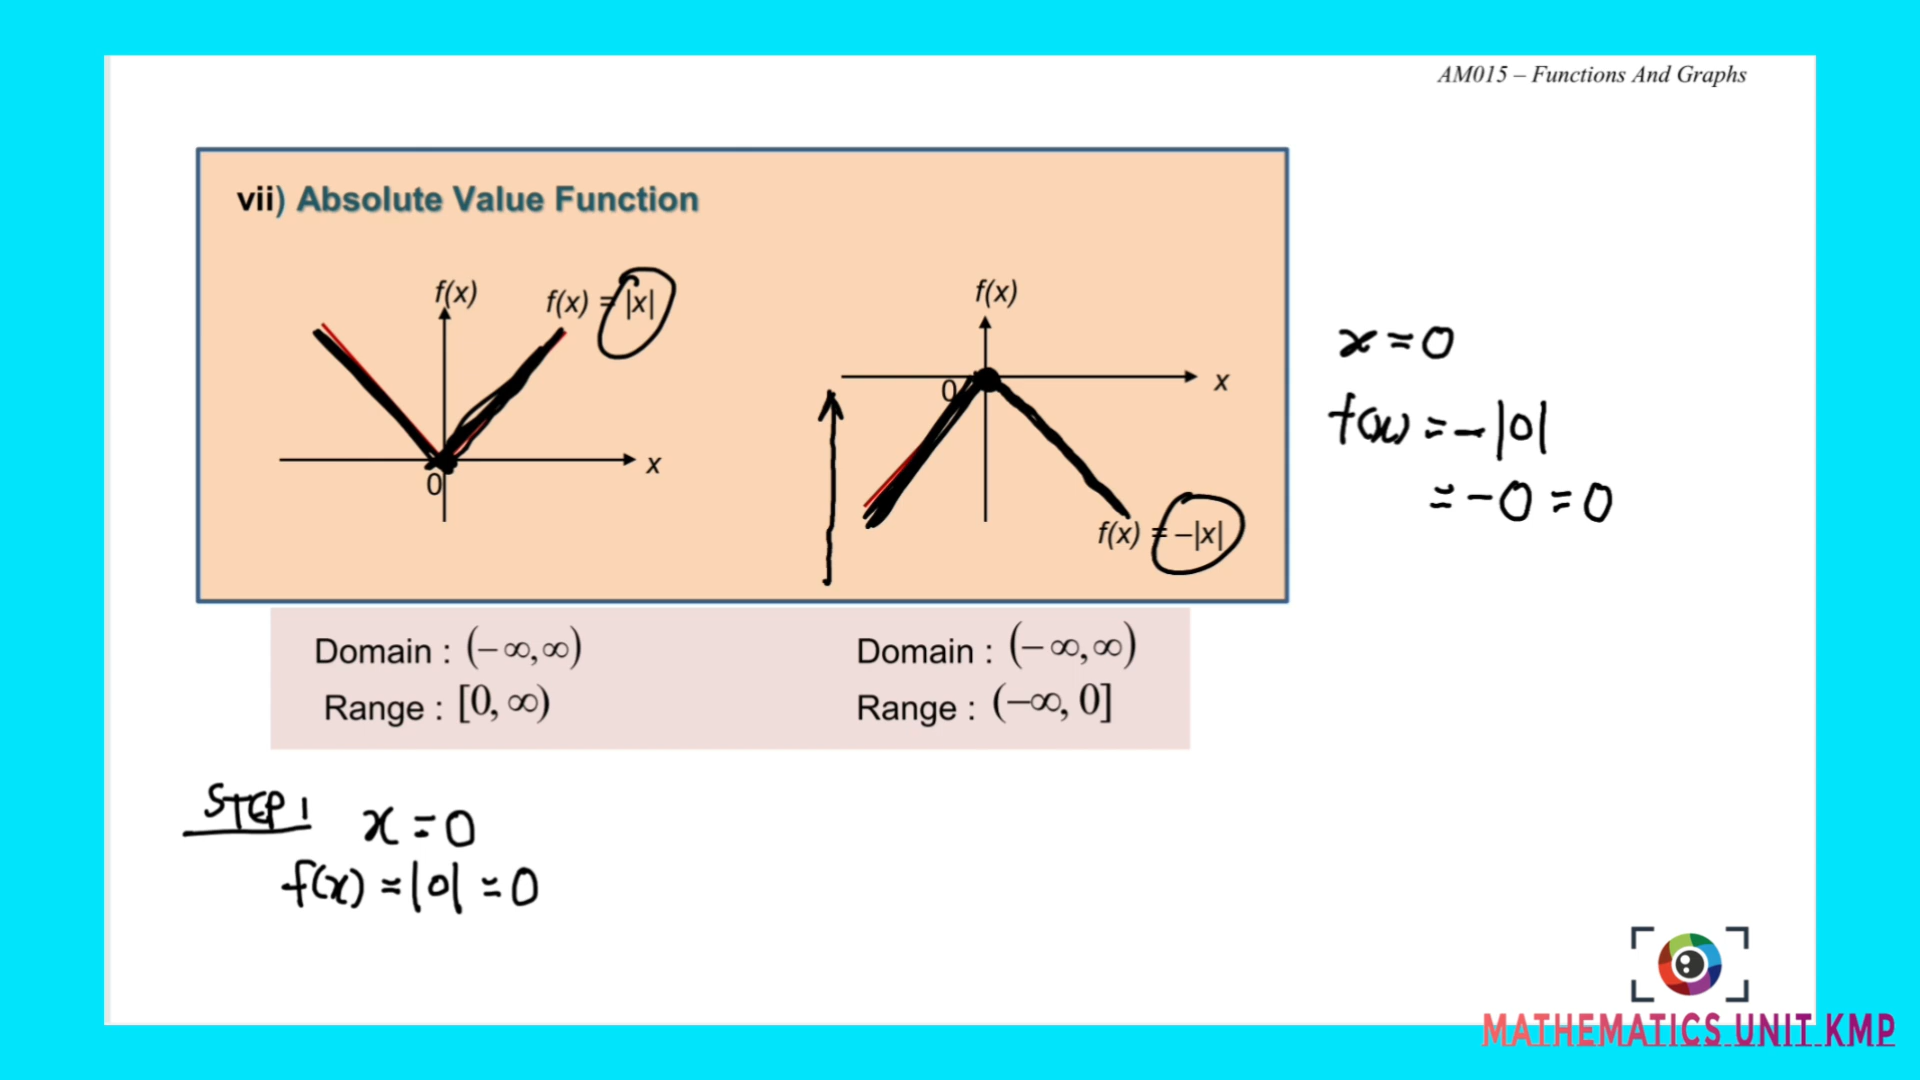 AM015 – Functions And Graphs
vii) Absolute Value Function
f(x)
f(x) = |x|
x
0
f(x)
0
x
f(x) = –|x|
x = 0
f(x) = -|0|
= -0 = 0
Domain : (– ∞, ∞)
Range : [0, ∞)
Domain : (– ∞, ∞)
Range : (–∞, 0]
STEP 1
x = 0
f(x) = |0| = 0
MATHEMATICS UNIT KMP